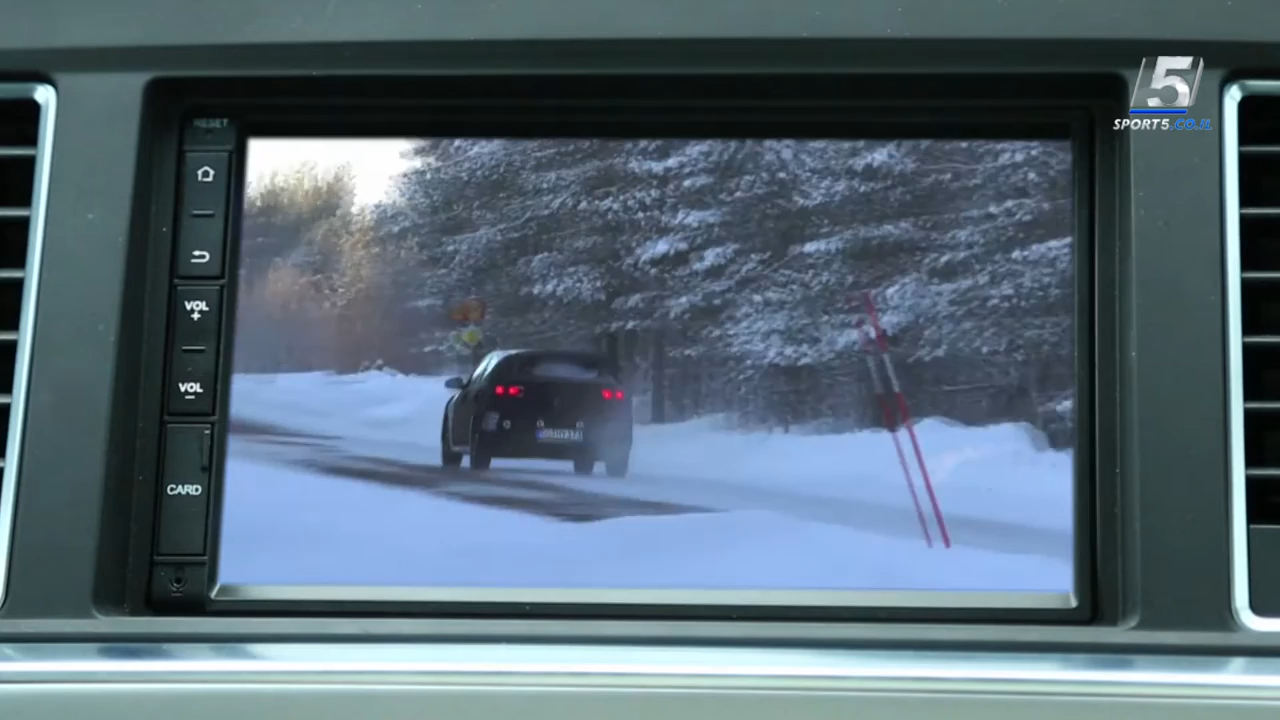 5
SPORT5.CO.IL
RESET
VOL
+
VOL
−
CARD